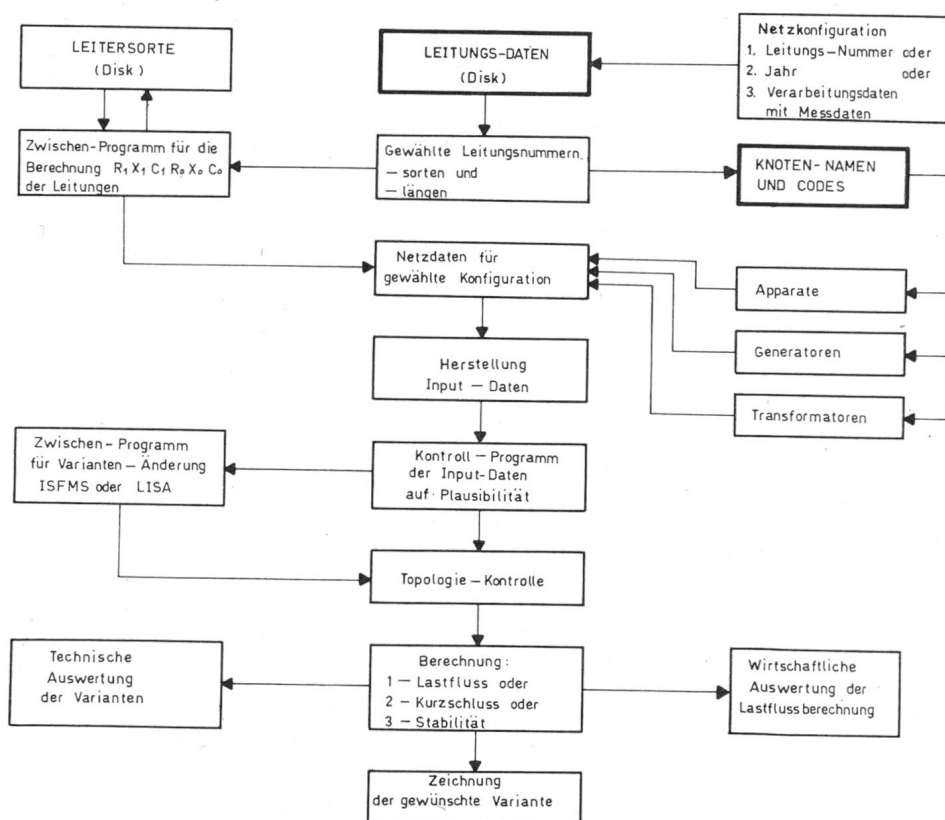 LEITERSORTE
(Disk)
LEITUNGS-DATEN
(Disk)
Netzkonfiguration
1. Leitungs-Nummer oder
2. Jahr oder
3. Verarbeitungsdaten
mit Messdaten
Zwischen-Programm für die
Berechnung R₁ X₁ C₁ R₀ X₀ C₀
der Leitungen
Gewählte Leitungsnummern,
— sorten und
— längen
KNOTEN-NAMEN
UND CODES
Netzdaten für
gewählte Konfiguration
Apparate
Generatoren
Transformatoren
Herstellung
Input — Daten
Zwischen-Programm
für Varianten — Änderung
ISFMS oder LISA
Kontroll — Programm
der Input-Daten
auf Plausibilität
Topologie — Kontrolle
Technische
Auswertung
der Varianten
Berechnung:
1 — Lastfluss oder
2 — Kurzschluss oder
3 — Stabilität
Wirtschaftliche
Auswertung der
Lastflussberechnung
Zeichnung
der gewünschte Variante